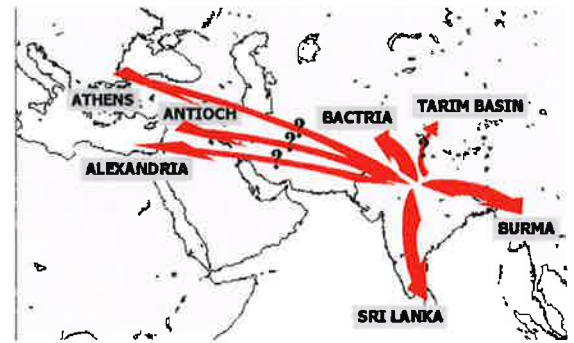 ATHENS
ANTIOCH
ALEXANDRIA
BACTRIA
TARIM BASIN
?
?
?
?
BURMA
SRI LANKA